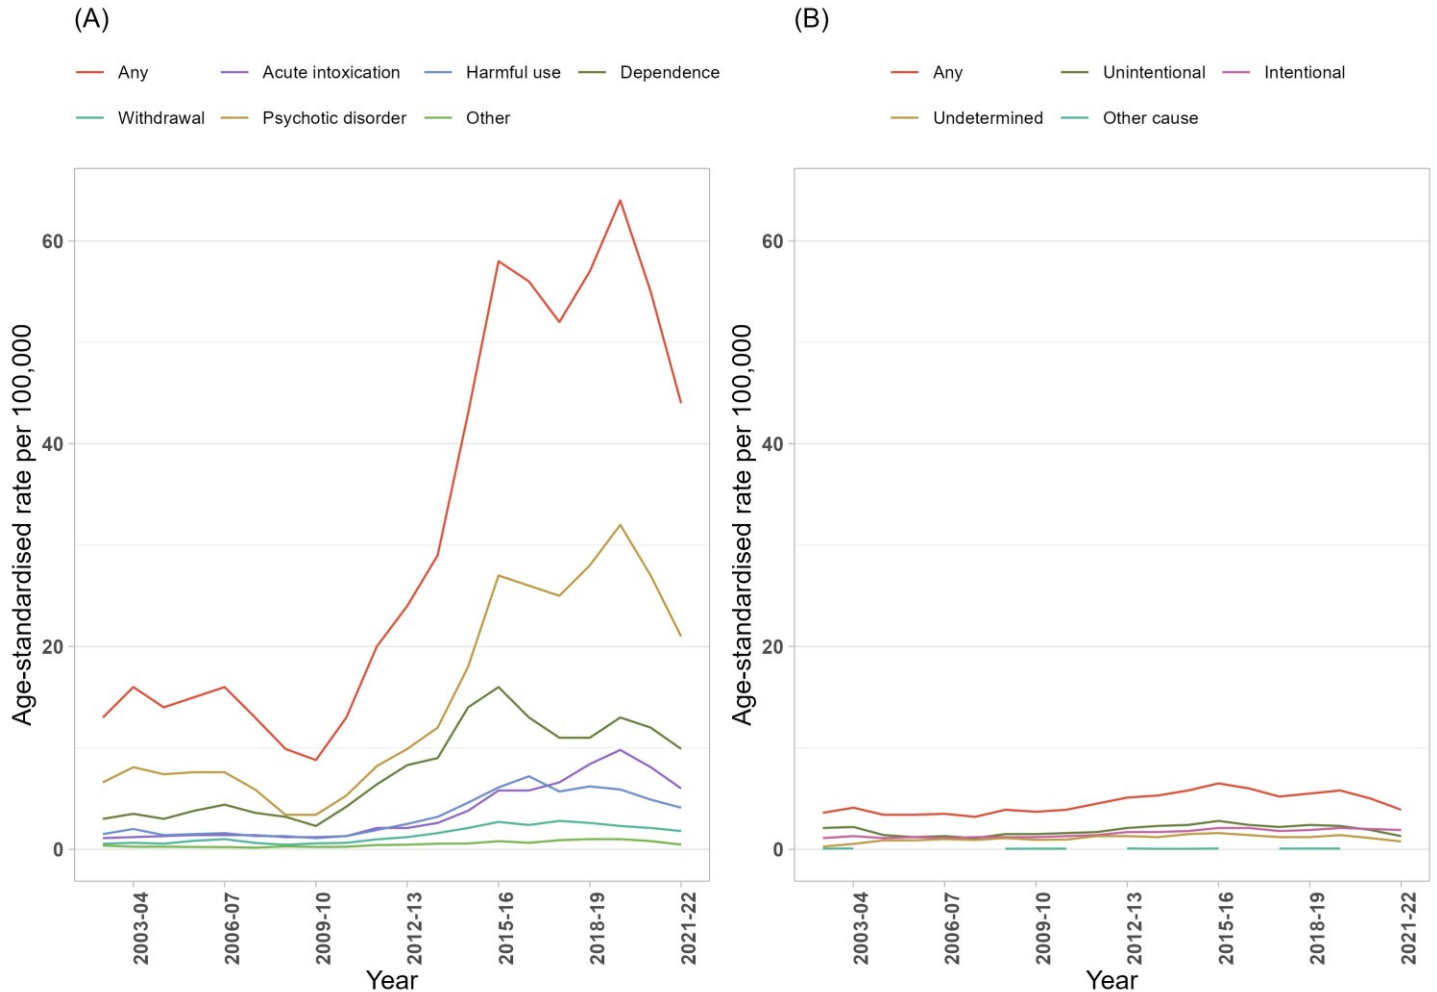 (A)
Any Acute intoxication Harmful use Dependence
Withdrawal Psychotic disorder Other
Age-standardised rate per 100,000
60
40
20
0
2003-04 2006-07 2009-10 2012-13 2015-16 2018-19 2021-22
Year
(B)
Any Unintentional Intentional
Undetermined Other cause
Age-standardised rate per 100,000
60
40
20
0
2003-04 2006-07 2009-10 2012-13 2015-16 2018-19 2021-22
Year